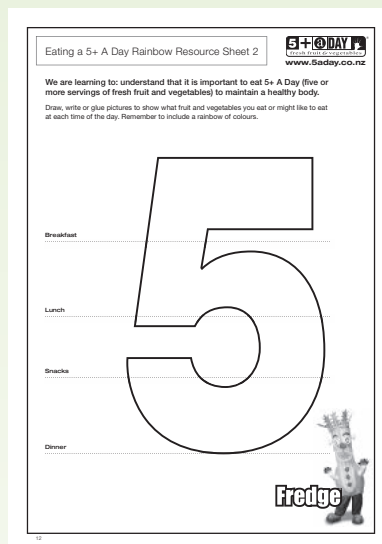 Eating a 5+ A Day Rainbow Resource Sheet 2
5+ a DAY
fresh fruit & vegetables
www.5aday.co.nz
We are learning to: understand that it is important to eat 5+ A Day (five or
more servings of fresh fruit and vegetables) to maintain a healthy body.
Draw, write or glue pictures to show what fruit and vegetables you eat or might like to eat
at each time of the day. Remember to include a rainbow of colours.
5
Breakfast
Lunch
Snacks
Dinner
Fredge
12